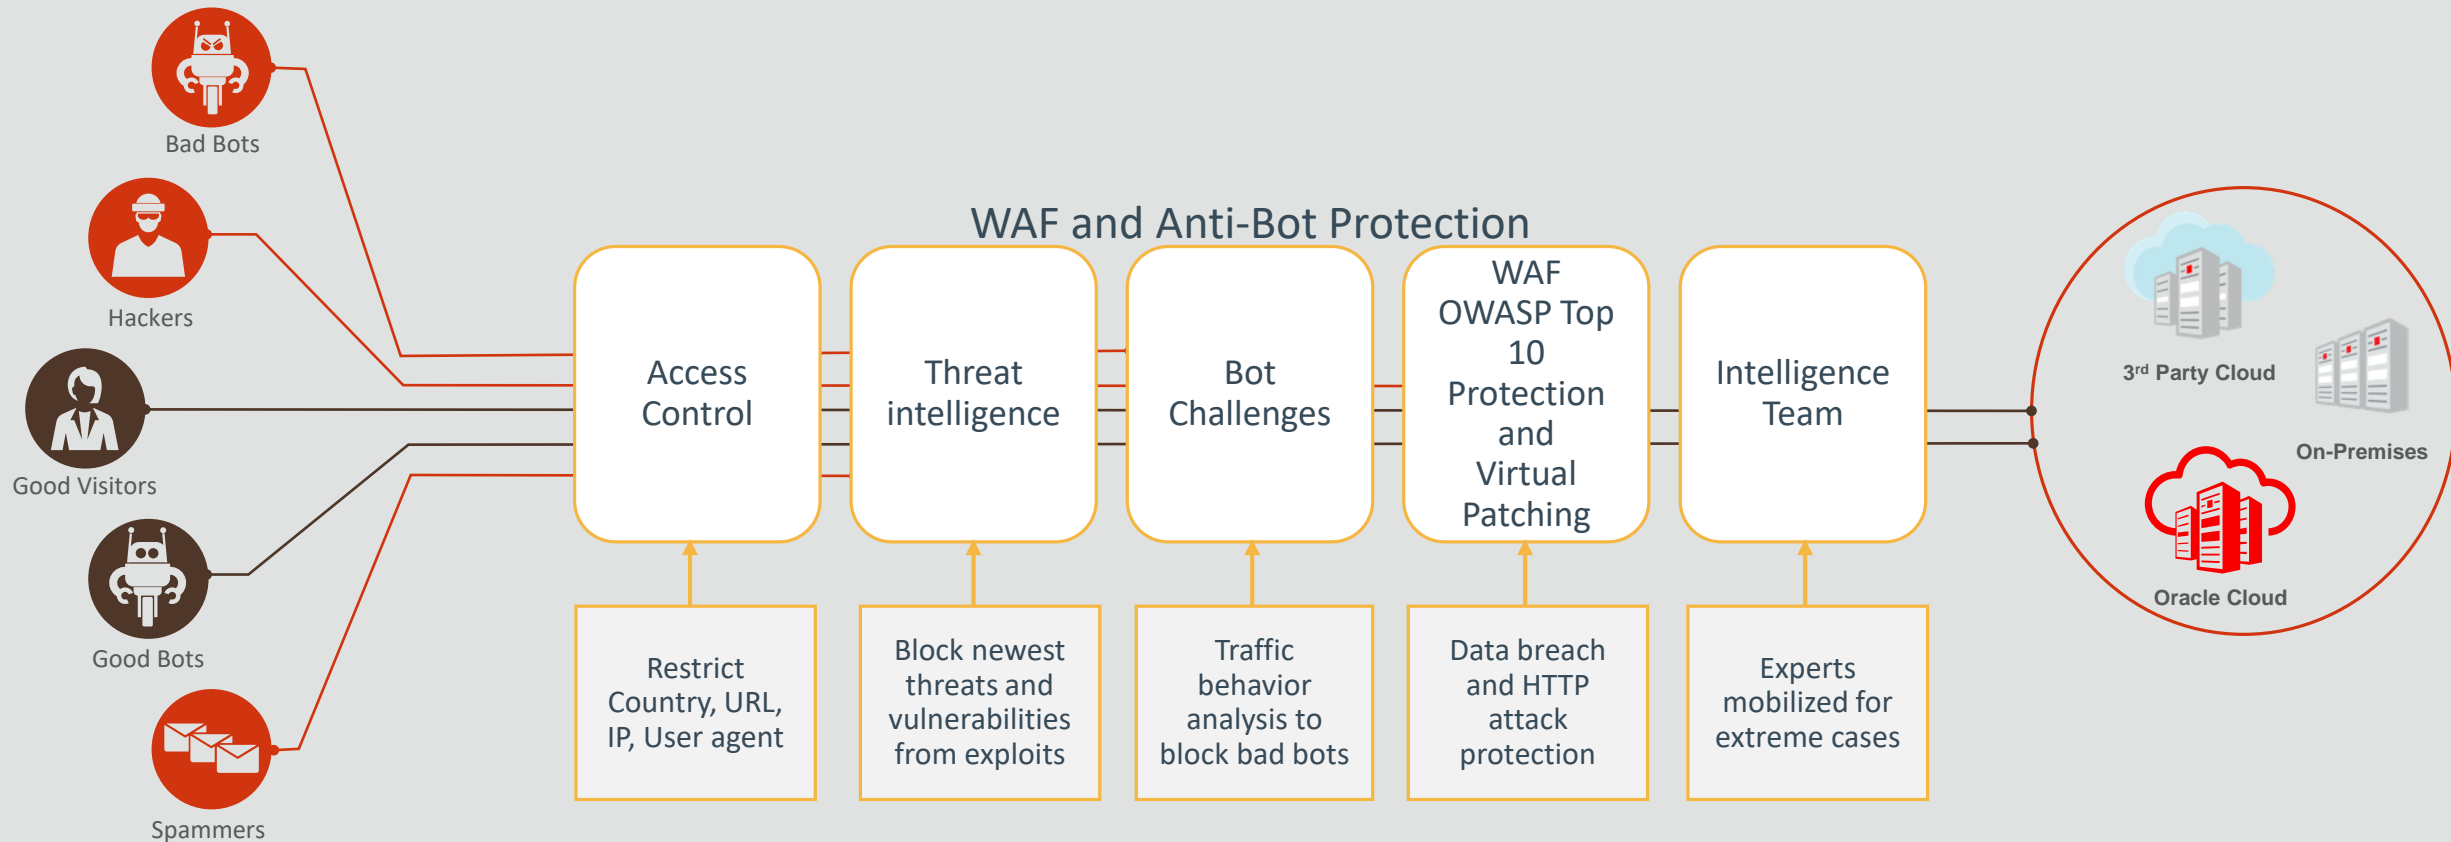 Bad Bots
Hackers
Good Visitors
Good Bots
Spammers
WAF and Anti-Bot Protection
Access
Control
Threat
intelligence
Bot
Challenges
WAF
OWASP Top
10
Protection
and
Virtual
Patching
Intelligence
Team
Restrict
Country, URL,
IP, User agent
Block newest
threats and
vulnerabilities
from exploits
Traffic
behavior
analysis to
block bad bots
Data breach
and HTTP
attack
protection
Experts
mobilized for
extreme cases
3rd Party Cloud
On-Premises
Oracle Cloud